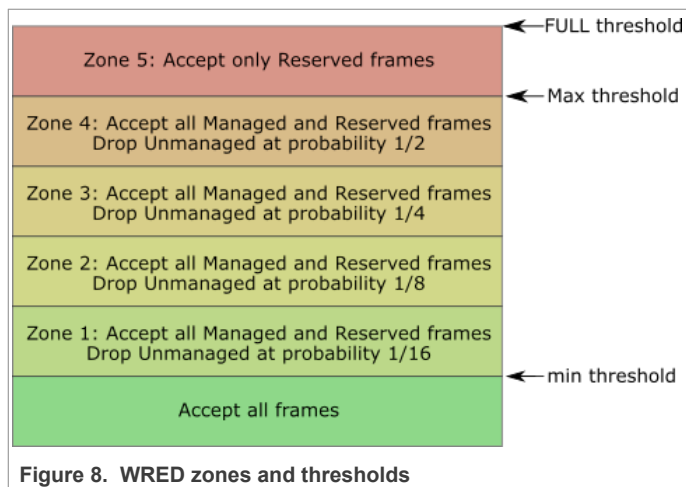 FULL threshold
Zone 5: Accept only Reserved frames
Max threshold
Zone 4: Accept all Managed and Reserved frames
Drop Unmanaged at probability 1/2
Zone 3: Accept all Managed and Reserved frames
Drop Unmanaged at probability 1/4
Zone 2: Accept all Managed and Reserved frames
Drop Unmanaged at probability 1/8
Zone 1: Accept all Managed and Reserved frames
Drop Unmanaged at probability 1/16
min threshold
Accept all frames
Figure 8. WRED zones and thresholds